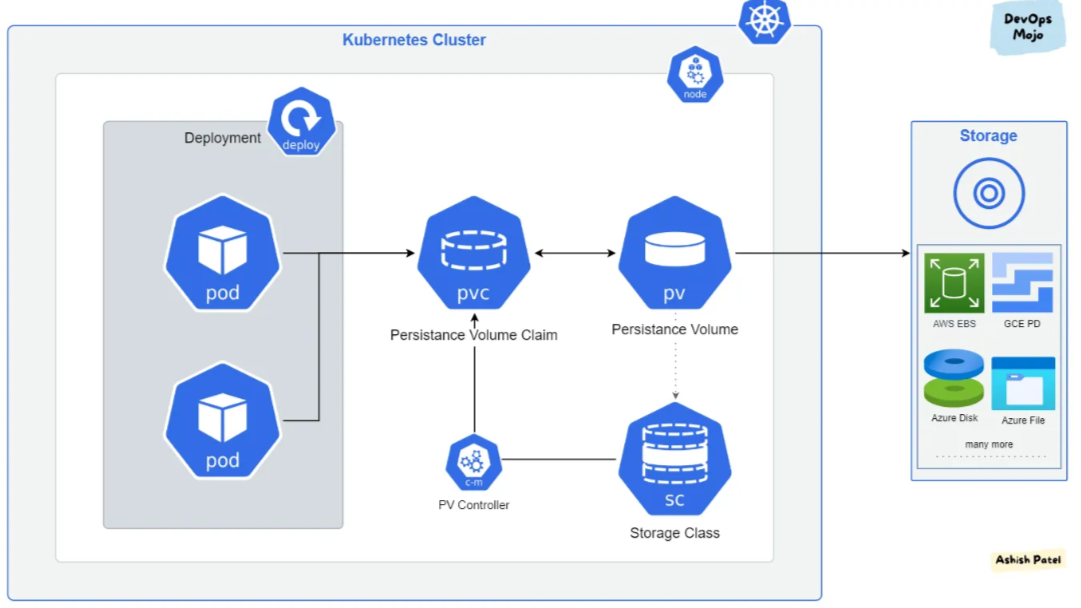 DevOps
Mojo
Kubernetes Cluster
node
Deployment
deploy
Storage
pod
pvc
pv
Persistance Volume Claim
Persistance Volume
AWS EBS
GCE PD
pod
Azure Disk
Azure File
many more
c-m
PV Controller
sc
Storage Class
Ashish Patel